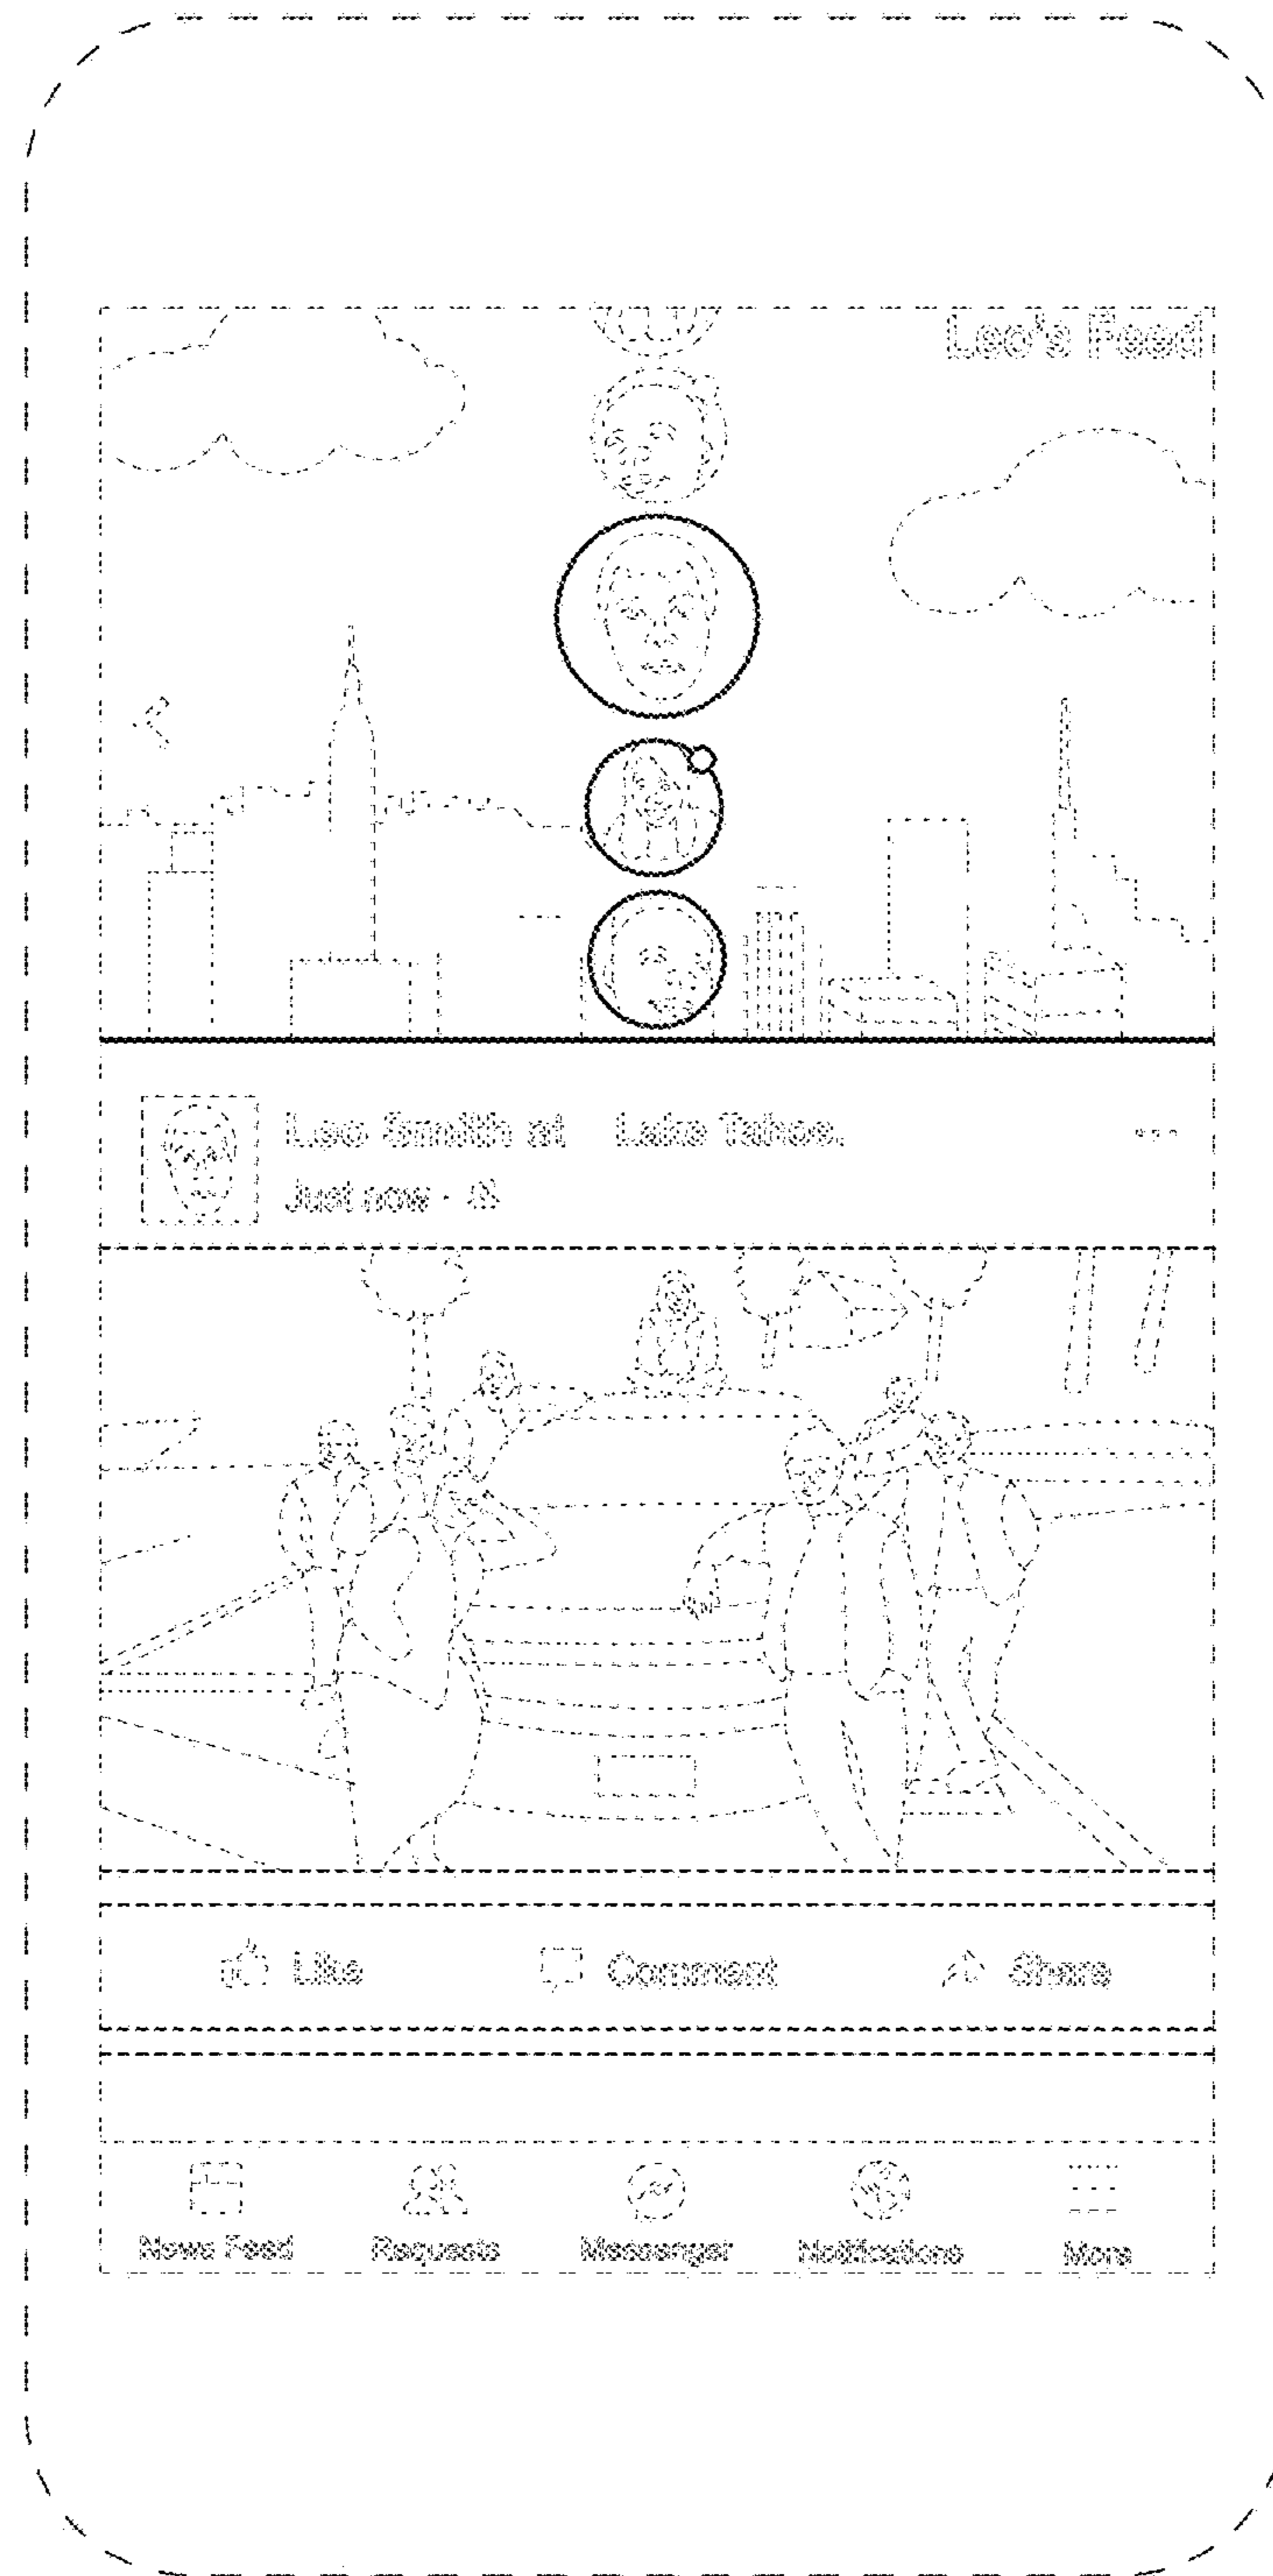 Leo's Feed
Leo Smith at Lake Tahoe.
Just now ·
Like Comment Share
News Feed Requests Messenger Notifications More